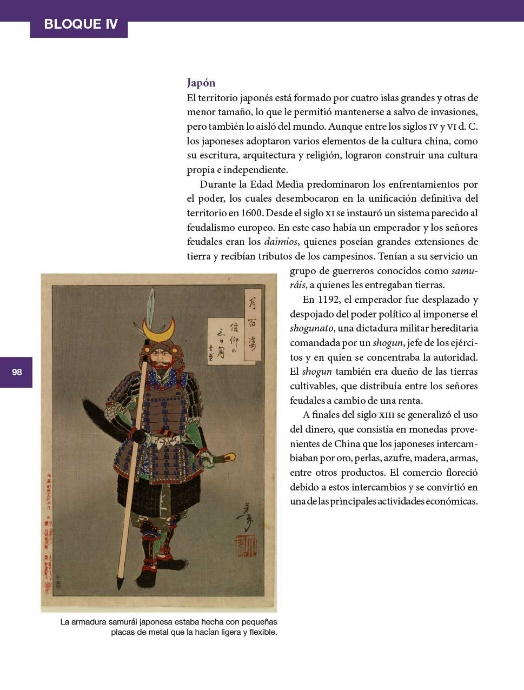 BLOQUE IV
Japón
El territorio japonés está formado por cuatro islas grandes y otras de
menor tamaño, lo que le permitió mantenerse a salvo de invasiones,
pero también lo aisló del mundo. Aunque entre los siglos IV y VI d. C.
los japoneses adoptaron varios elementos de la cultura china, como
su escritura, arquitectura y religión, lograron construir una cultura
propia e independiente.
Durante la Edad Media predominaron los enfrentamientos por
el poder, los cuales desembocaron en la unificación definitiva del
territorio en 1600. Desde el siglo XI se instauró un sistema parecido al
feudalismo europeo. En este caso había un emperador y los señores
feudales eran los daimios, quienes poseían grandes extensiones de
tierra y recibían tributos de los campesinos. Tenían a su servicio un
grupo de guerreros conocidos como samu-
ráis, a quienes les entregaban tierras.
En 1192, el emperador fue desplazado y
despojado del poder político al imponerse el
shogunato, una dictadura militar hereditaria
comandada por un shogun, jefe de los ejérci-
tos y en quien se concentraba la autoridad.
El shogun también era dueño de las tierras
cultivables, que distribuía entre los señores
feudales a cambio de una renta.
A finales del siglo XIII se generalizó el uso
del dinero, que consistía en monedas prove-
nientes de China que los japoneses intercam-
biaban por oro, perlas, azufre, madera, armas,
entre otros productos. El comercio floreció
debido a estos intercambios y se convirtió en
una de las principales actividades económicas.
98
月百姿
信仰の
三日月
La armadura samurái japonesa estaba hecha con pequeñas
placas de metal que la hacían ligera y flexible.